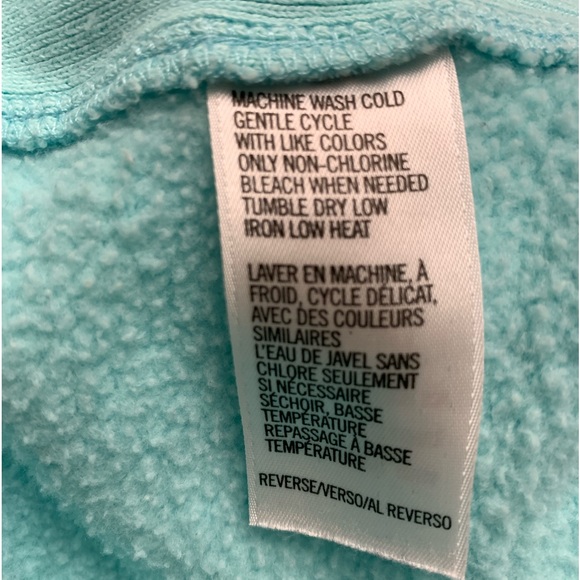 MACHINE WASH COLD
GENTLE CYCLE
WITH LIKE COLORS
ONLY NON-CHLORINE
BLEACH WHEN NEEDED
TUMBLE DRY LOW
IRON LOW HEAT
LAVER EN MACHINE, À
FROID, CYCLE DÉLICAT,
AVEC DES COULEURS
SIMILAIRES
L'EAU DE JAVEL SANS
CHLORE SEULEMENT
SI NÉCESSAIRE
SÉCHOIR, BASSE
TEMPÉRATURE
REPASSAGE À BASSE
TEMPÉRATURE
REVERSE/VERSO/AL REVERSO